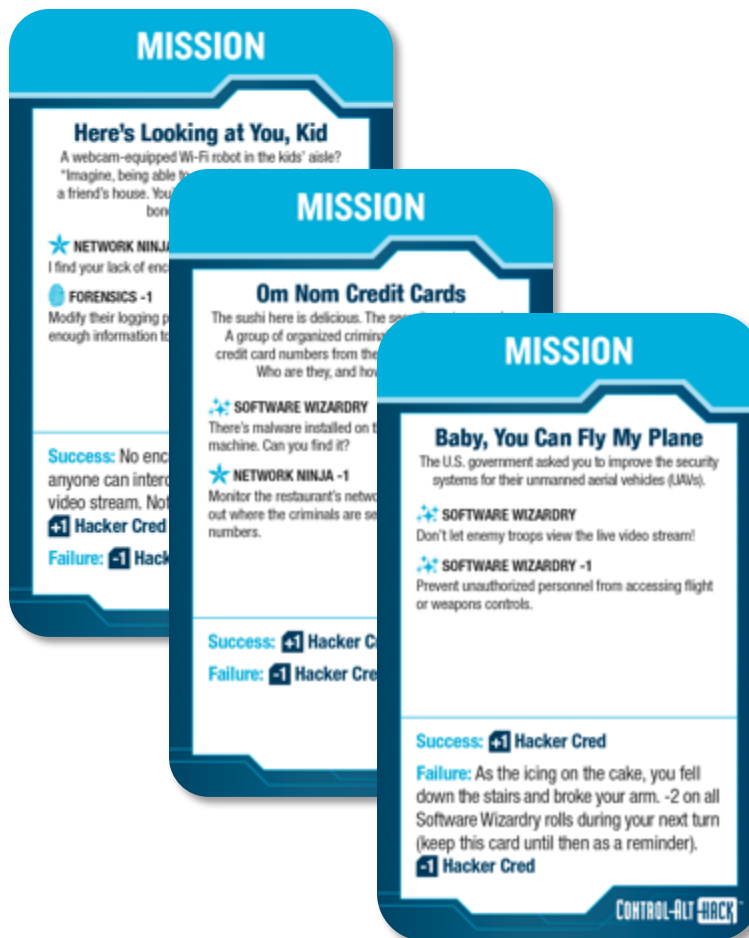 MISSION
Here's Looking at You, Kid
A webcam-equipped Wi-Fi robot in the kids' aisle?
"Imagine, being able to
a friend's house.
NETWORK NINJA
I find your lack of
FORENSICS -1
Modify their logging
enough information to
Success: No
anyone can
video stream.
+1 Hacker Cred
Failure: -1
MISSION
Om Nom Credit Cards
The sushi here is delicious. The
A group of organized
credit card numbers from the
Who are they, and
SOFTWARE WIZARDRY
There's malware installed on
machine. Can you find it?
NETWORK NINJA -1
Monitor the restaurant's
out where the criminals are
numbers.
Success: +1 Hacker
Failure: -1 Hacker
MISSION
Baby, You Can Fly My Plane
The U.S. government asked you to improve the security
systems for their unmanned aerial vehicles (UAVs).
SOFTWARE WIZARDRY
Don't let enemy troops view the live video stream!
SOFTWARE WIZARDRY -1
Prevent unauthorized personnel from accessing flight
or weapons controls.
Success: +1 Hacker Cred
Failure: As the icing on the cake, you fell
down the stairs and broke your arm. -2 on all
Software Wizardry rolls during your next turn
(keep this card until then as a reminder).
-1 Hacker Cred
CONTROL-ALT HACK™